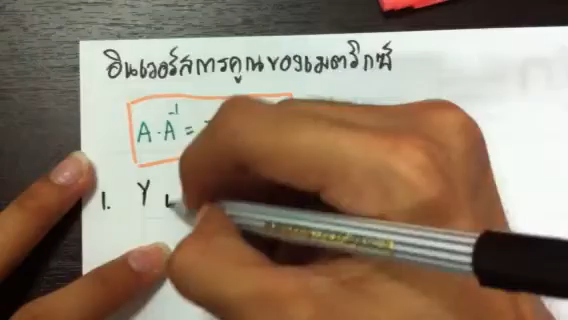 อินเวอร์สการคูณของเมตริกซ์
A · A⁻¹ =
1. Y